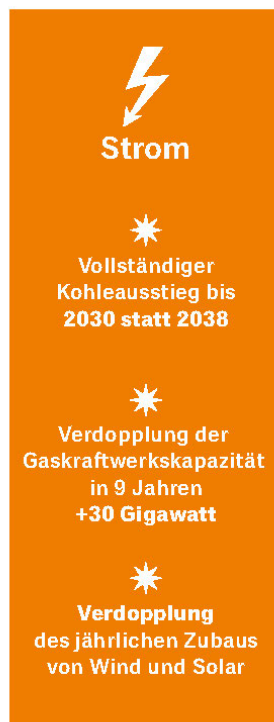 Strom
Vollständiger
Kohleausstieg bis
2030 statt 2038
Verdopplung der
Gaskraftwerkskapazität
in 9 Jahren
+30 Gigawatt
Verdopplung
des jährlichen Zubaus
von Wind und Solar